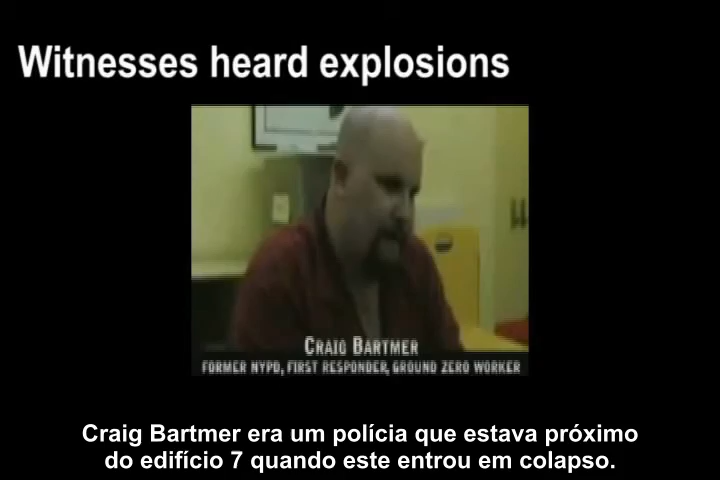 Witnesses heard explosions
CRAIG BARTMER
FORMER NYPD, FIRST RESPONDER, GROUND ZERO WORKER
Craig Bartmer era um polícia que estava próximo
do edifício 7 quando este entrou em colapso.